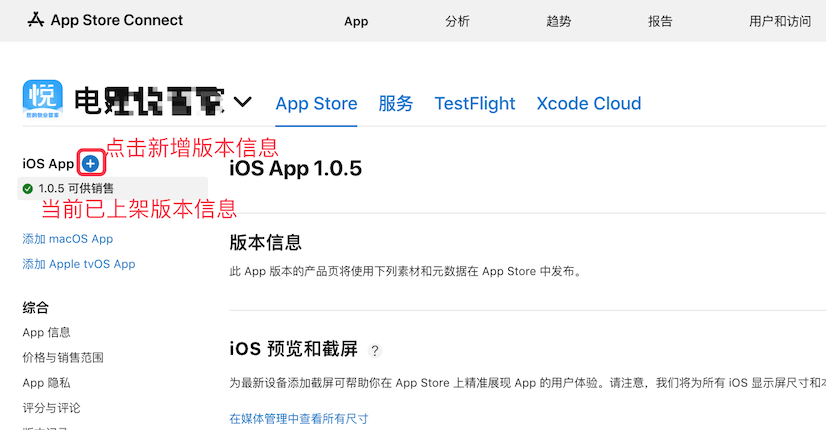 App Store Connect
App
分析
趋势
报告
用户和访问
悦
电
App Store
服务
TestFlight
Xcode Cloud
iOS App
点击新增版本信息
iOS App 1.0.5
1.0.5 可供销售
当前已上架版本信息
添加 macOS App
添加 Apple tvOS App
版本信息
此 App 版本的产品页将使用下列素材和元数据在 App Store 中发布。
综合
App 信息
价格与销售范围
App 隐私
评分与评论
iOS 预览和截屏 ?
为最新设备添加截屏可帮助你在 App Store 上精准展现 App 的用户体验。请注意，我们将为所有 iOS 显示屏尺寸和本
在媒体管理中查看所有尺寸